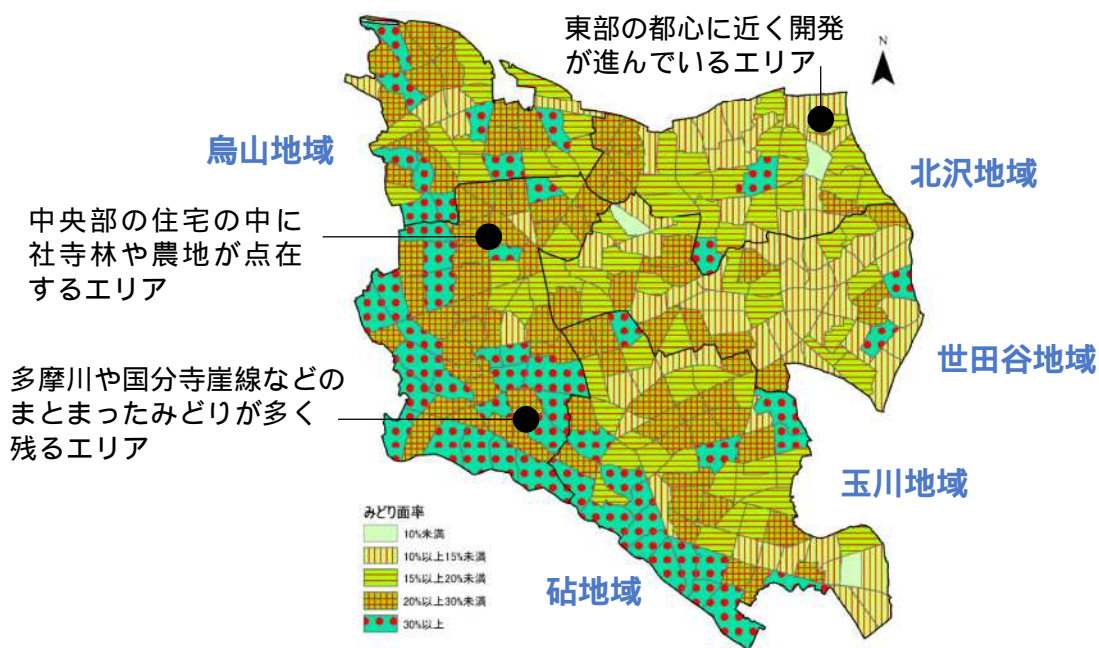 東部の都心に近く開発
が進んでいるエリア
N
烏山地域
北沢地域
中央部の住宅の中に
社寺林や農地が点在
するエリア
世田谷地域
多摩川や国分寺崖線などの
まとまったみどりが多く
残るエリア
玉川地域
砧地域
みどり面率
10%未満
10%以上15%未満
15%以上20%未満
20%以上30%未満
30%以上